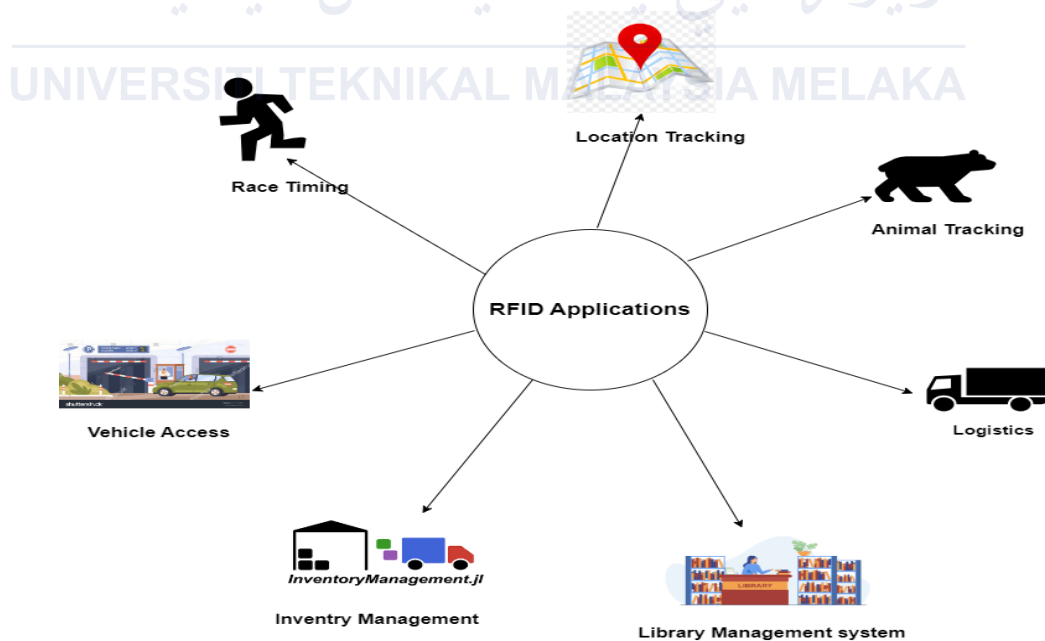 UNIVERSITI TEKNIKAL MALAYSIA MELAKA
Location Tracking
Race Timing
Animal Tracking
RFID Applications
Vehicle Access
Logistics
InventoryManagement.jl
Inventry Management
LIBRARY
Library Management system